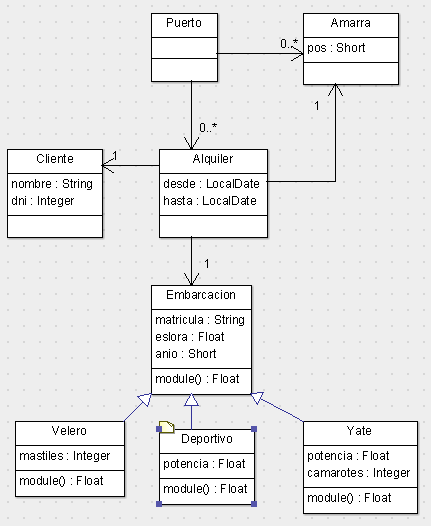 Puerto
Amarra
pos : Short
0..*
1
0..*
Cliente
nombre : String
dni : Integer
1
Alquiler
desde : LocalDate
hasta : LocalDate
1
Embarcacion
matricula : String
eslora : Float
anio : Short
module() : Float
Velero
mastiles : Integer
module() : Float
Deportivo
potencia : Float
module() : Float
Yate
potencia : Float
camarotes : Integer
module() : Float